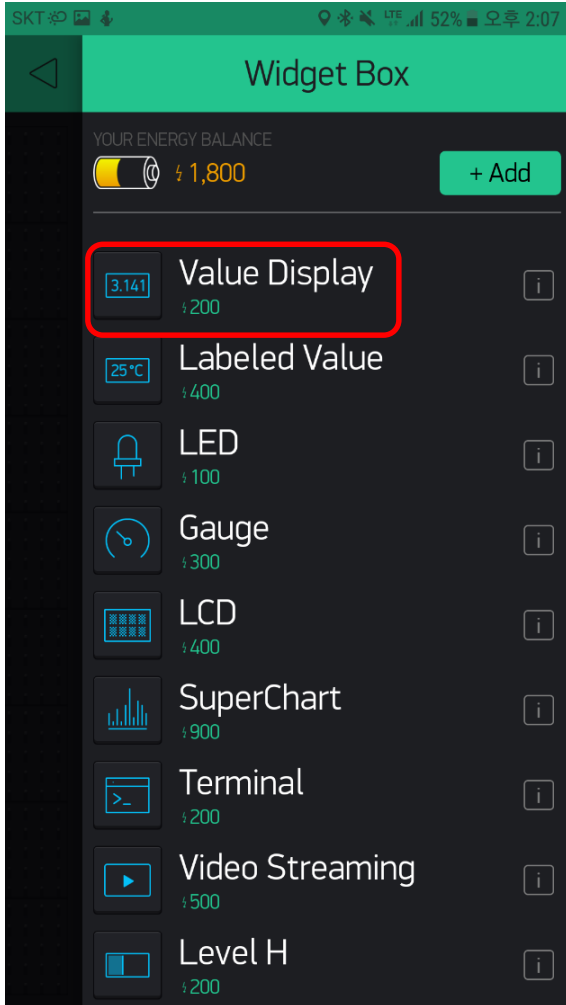 SKT LTE 52% 오후 2:07
Widget Box
YOUR ENERGY BALANCE
1,800
+ Add
3.141
Value Display
200
i
25°C
Labeled Value
400
i
LED
100
i
Gauge
300
i
LCD
400
i
SuperChart
900
i
>_
Terminal
200
i
Video Streaming
500
i
Level H
200
i